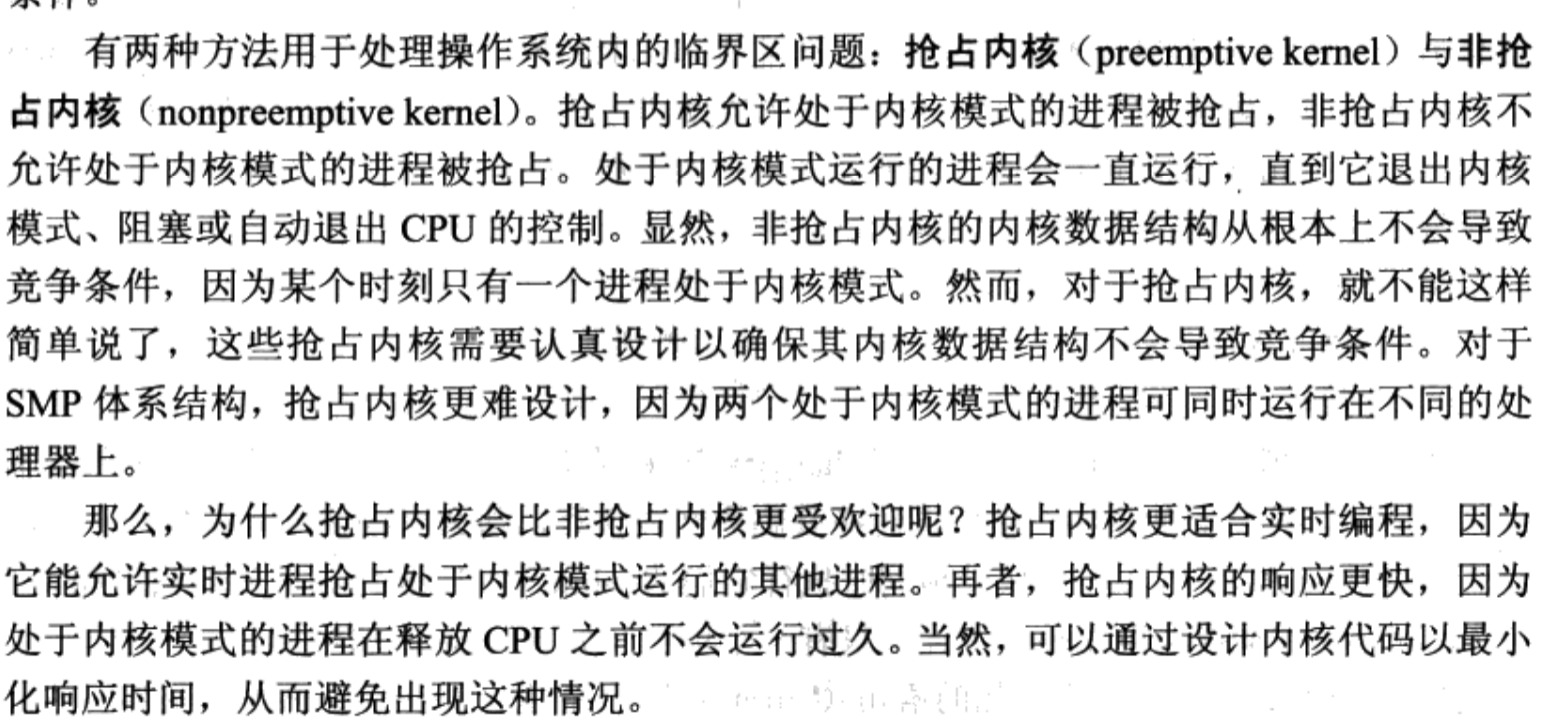 条件。
有两种方法用于处理操作系统内的临界区问题：抢占内核（preemptive kernel）与非抢
占内核（nonpreemptive kernel）。抢占内核允许处于内核模式的进程被抢占，非抢占内核不
允许处于内核模式的进程被抢占。处于内核模式运行的进程会一直运行，直到它退出内核
模式、阻塞或自动退出 CPU 的控制。显然，非抢占内核的内核数据结构从根本上不会导致
竞争条件，因为某个时刻只有一个进程处于内核模式。然而，对于抢占内核，就不能这样
简单说了，这些抢占内核需要认真设计以确保其内核数据结构不会导致竞争条件。对于
SMP 体系结构，抢占内核更难设计，因为两个处于内核模式的进程可同时运行在不同的处
理器上。
那么，为什么抢占内核会比非抢占内核更受欢迎呢？抢占内核更适合实时编程，因为
它能允许实时进程抢占处于内核模式运行的其他进程。再者，抢占内核的响应更快，因为
处于内核模式的进程在释放 CPU 之前不会运行过久。当然，可以通过设计内核代码以最小
化响应时间，从而避免出现这种情况。